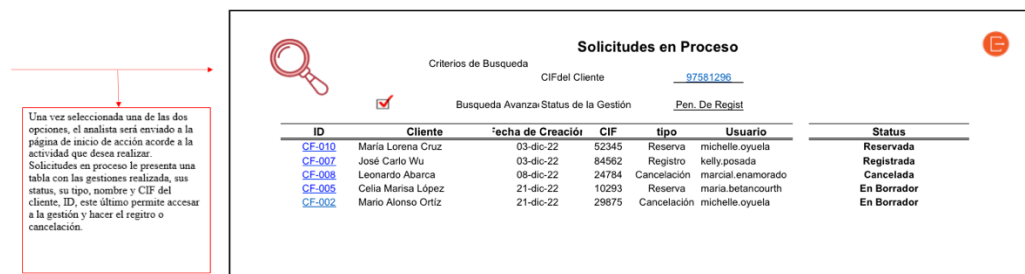 Una vez seleccionada una de las dos
opciones, el analista será enviado a la
página de inicio de acción acorde a la
actividad que desea realizar.
Solicitudes en proceso le presenta una
tabla con las gestiones realizada, sus
status, su tipo, nombre y CIF del
cliente, ID, este último permite accesar
a la gestión y hacer el regitro o
cancelación.
Solicitudes en Proceso
Criterios de Busqueda
CIFdel Cliente 97581296
Busqueda Avanza Status de la Gestión Pen. De Regist
ID Cliente Fecha de Creación CIF tipo Usuario Status
CF-010 María Lorena Cruz 03-dic-22 52345 Reserva michelle.oyuela Reservada
CF-007 José Carlo Wu 03-dic-22 84562 Registro kelly.posada Registrada
CF-008 Leonardo Abarca 08-dic-22 24784 Cancelación marcial.enamorado Cancelada
CF-005 Celia Marisa López 21-dic-22 10293 Reserva maria.betancourth En Borrador
CF-002 Mario Alonso Ortíz 21-dic-22 29875 Cancelación michelle.oyuela En Borrador